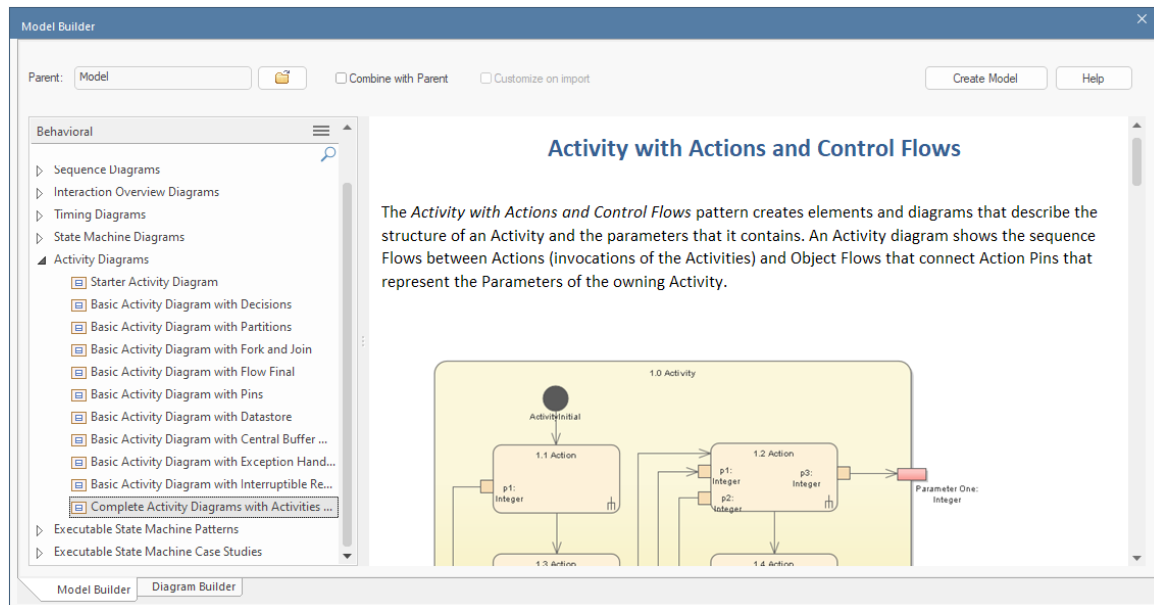 Model Builder
Parent:
Model
Combine with Parent
Customize on import
Create Model
Help
Behavioral
Sequence Diagrams
Interaction Overview Diagrams
Timing Diagrams
State Machine Diagrams
Activity Diagrams
Starter Activity Diagram
Basic Activity Diagram with Decisions
Basic Activity Diagram with Partitions
Basic Activity Diagram with Fork and Join
Basic Activity Diagram with Flow Final
Basic Activity Diagram with Pins
Basic Activity Diagram with Datastore
Basic Activity Diagram with Central Buffer ...
Basic Activity Diagram with Exception Hand...
Basic Activity Diagram with Interruptible Re...
Complete Activity Diagrams with Activities ...
Executable State Machine Patterns
Executable State Machine Case Studies
Activity with Actions and Control Flows
The Activity with Actions and Control Flows pattern creates elements and diagrams that describe the
structure of an Activity and the parameters that it contains. An Activity diagram shows the sequence
Flows between Actions (invocations of the Activities) and Object Flows that connect Action Pins that
represent the Parameters of the owning Activity.
1.0 Activity
ActivityInitial
1.1 Action
p1:
Integer
1.2 Action
p1:
Integer
p2:
Integer
p3:
Integer
Parameter One:
Integer
1.3 Action
1.4 Action
Model Builder
Diagram Builder